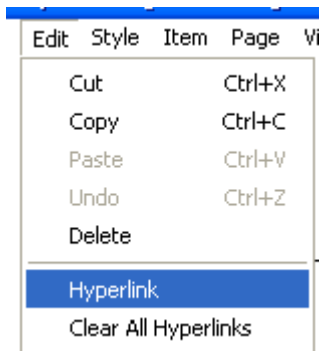 Edit Style Item Page Vi
Cut Ctrl+X
Copy Ctrl+C
Paste Ctrl+V
Undo Ctrl+Z
Delete
Hyperlink
Clear All Hyperlinks